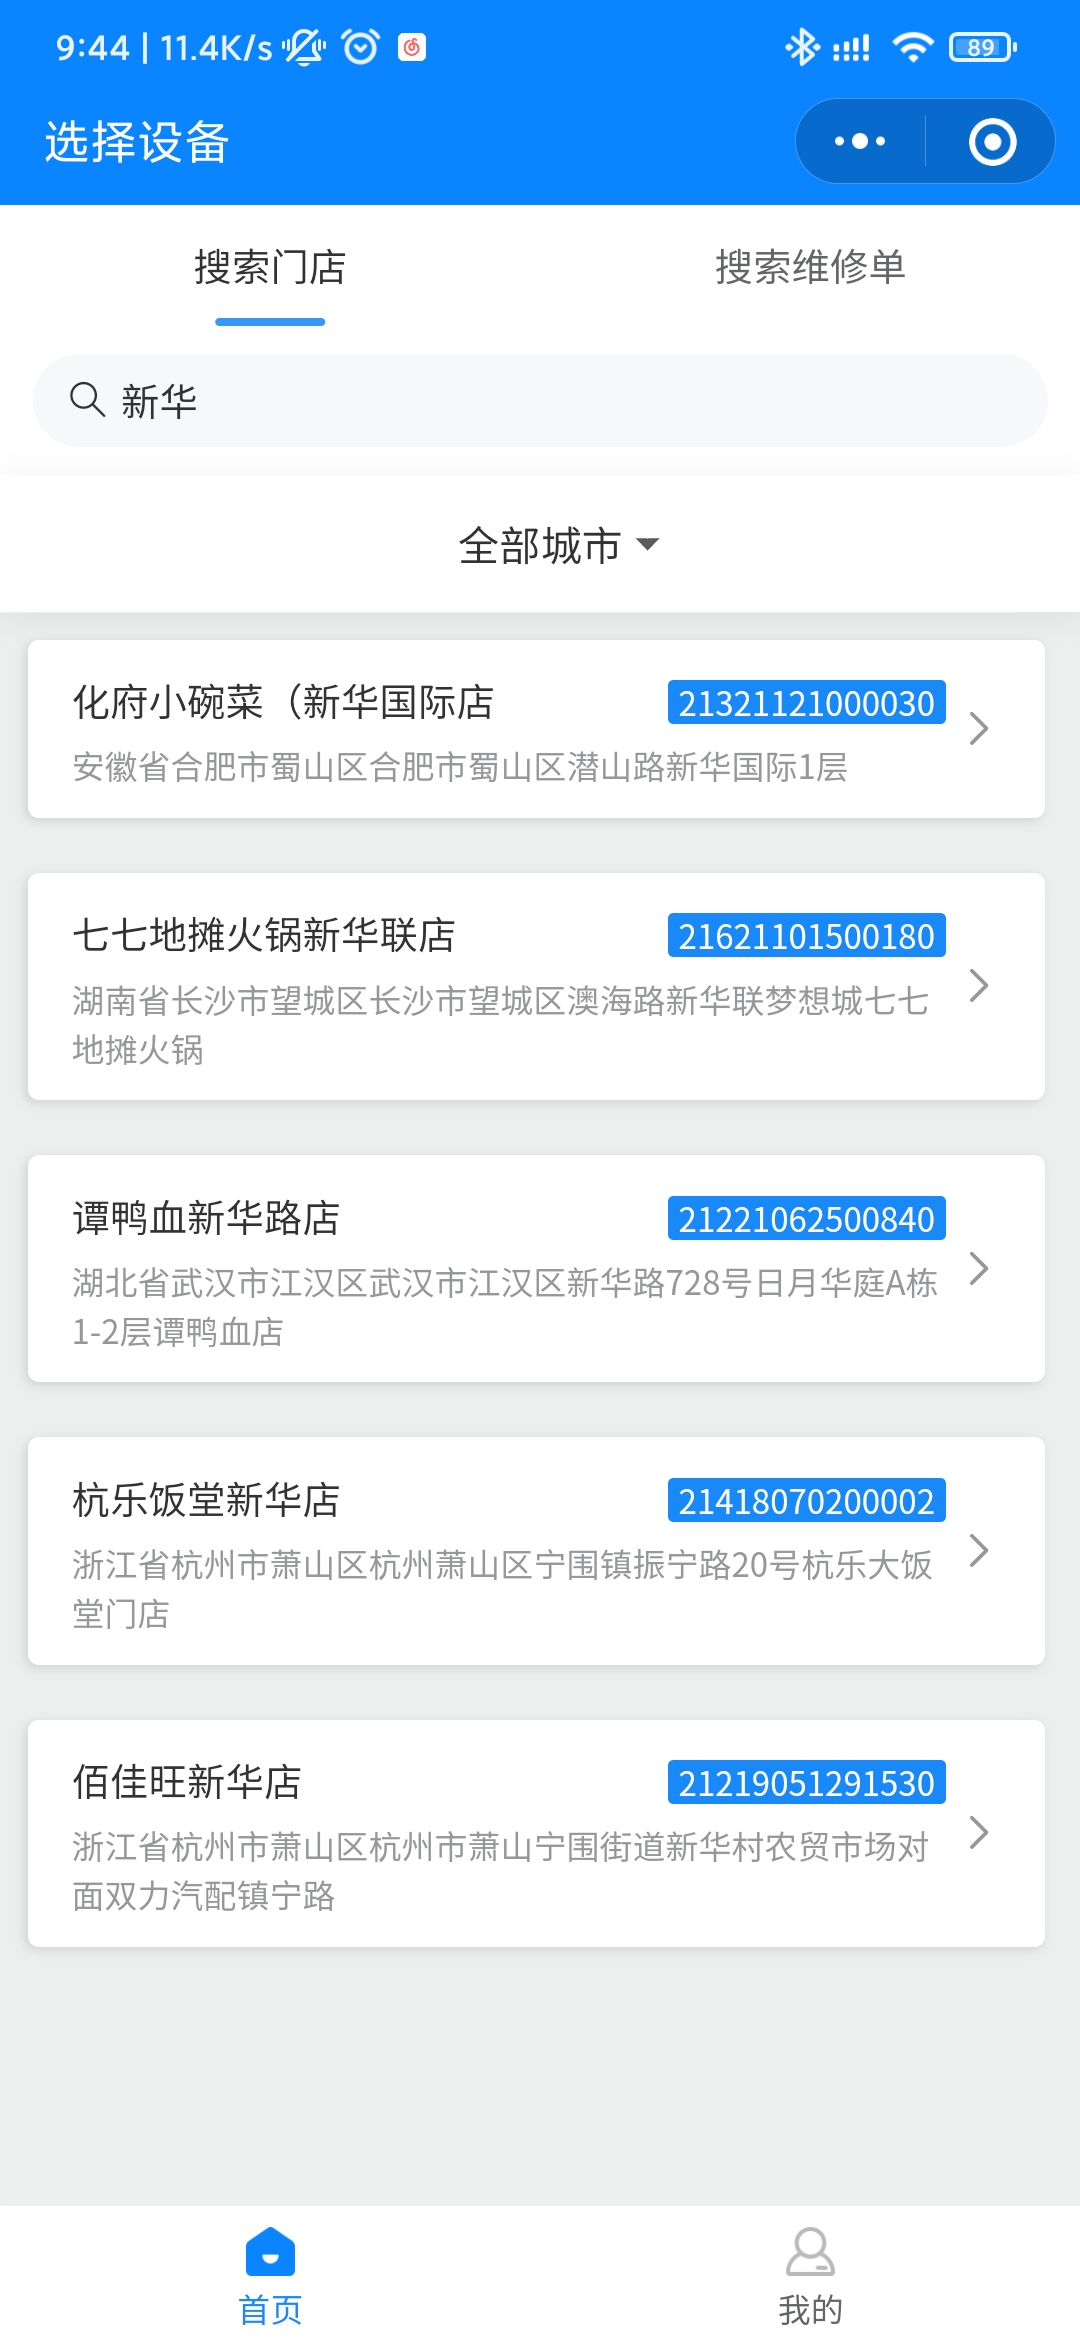 9:44 | 11.4K/s
89
选择设备
搜索门店
搜索维修单
新华
全部城市
化府小碗菜（新华国际店
21321121000030
安徽省合肥市蜀山区合肥市蜀山区潜山路新华国际1层
七七地摊火锅新华联店
21621101500180
湖南省长沙市望城区长沙市望城区澳海路新华联梦想城七七
地摊火锅
谭鸭血新华路店
21221062500840
湖北省武汉市江汉区武汉市江汉区新华路728号日月华庭A栋
1-2层谭鸭血店
杭乐饭堂新华店
21418070200002
浙江省杭州市萧山区杭州萧山区宁围镇振宁路20号杭乐大饭
堂门店
佰佳旺新华店
21219051291530
浙江省杭州市萧山区杭州市萧山宁围街道新华村农贸市场对
面双力汽配镇宁路
首页
我的